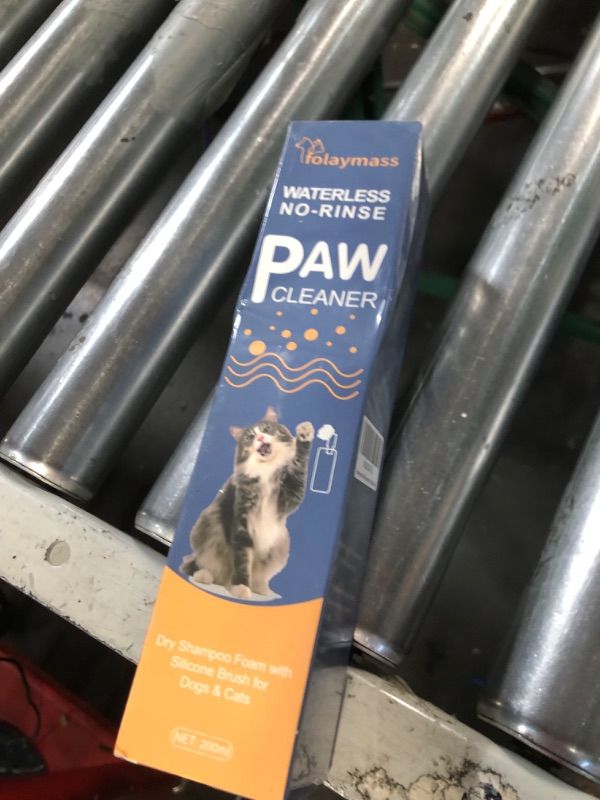 folaymass
WATERLESS
NO-RINSE
PAW
CLEANER
Dry Shampoo Foam with
Silicone Brush for
Dogs & Cats
NET: 200ml